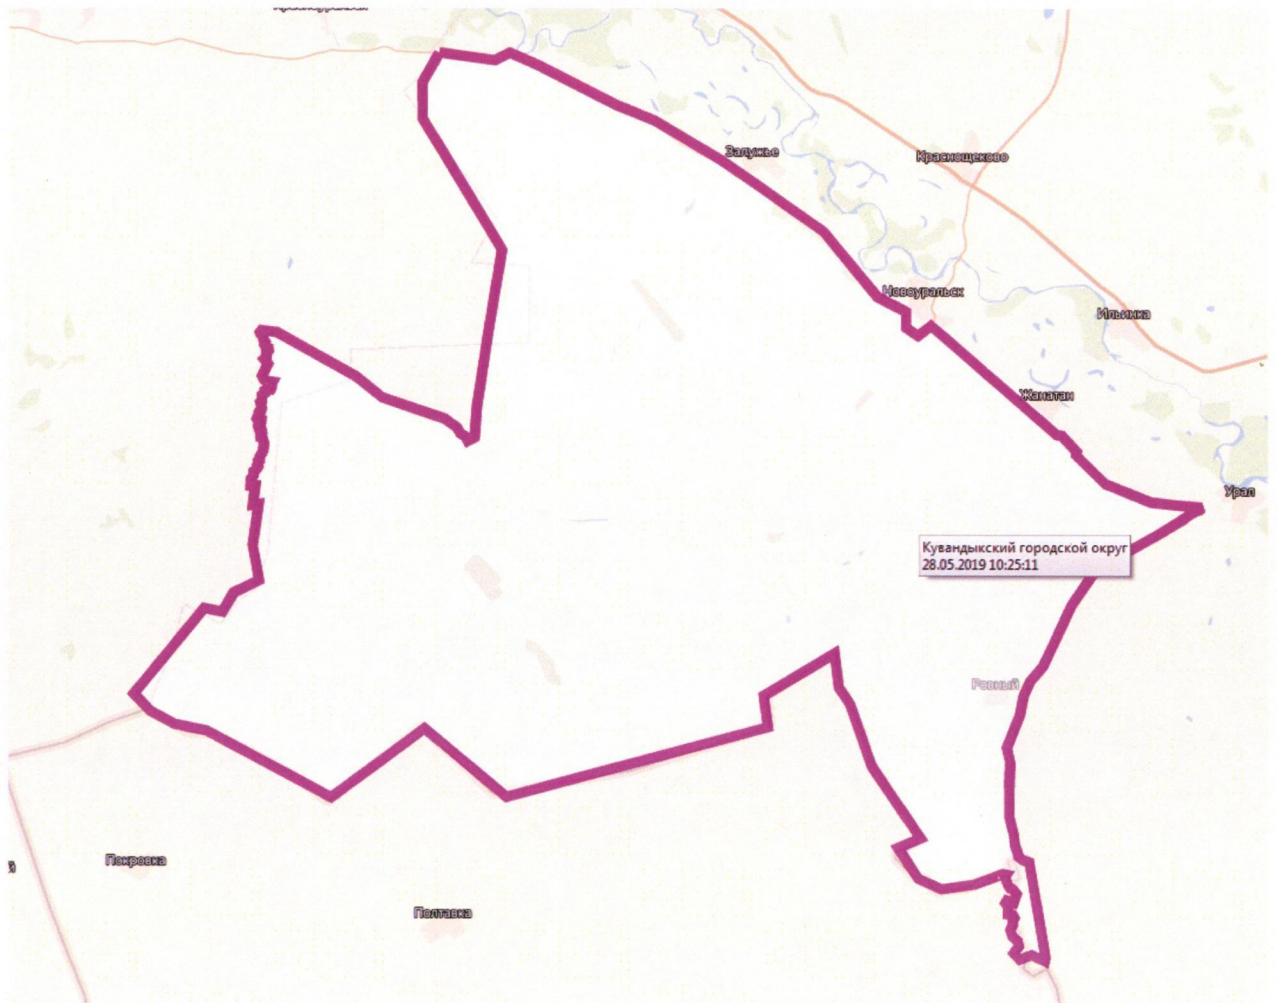 Залужье
Краснощеково
Новоуральск
Ильинка
Жанатан
Урал
Кувандыкский городской округ
28.05.2019 10:25:11
Ровный
Покровка
й
Полтавка